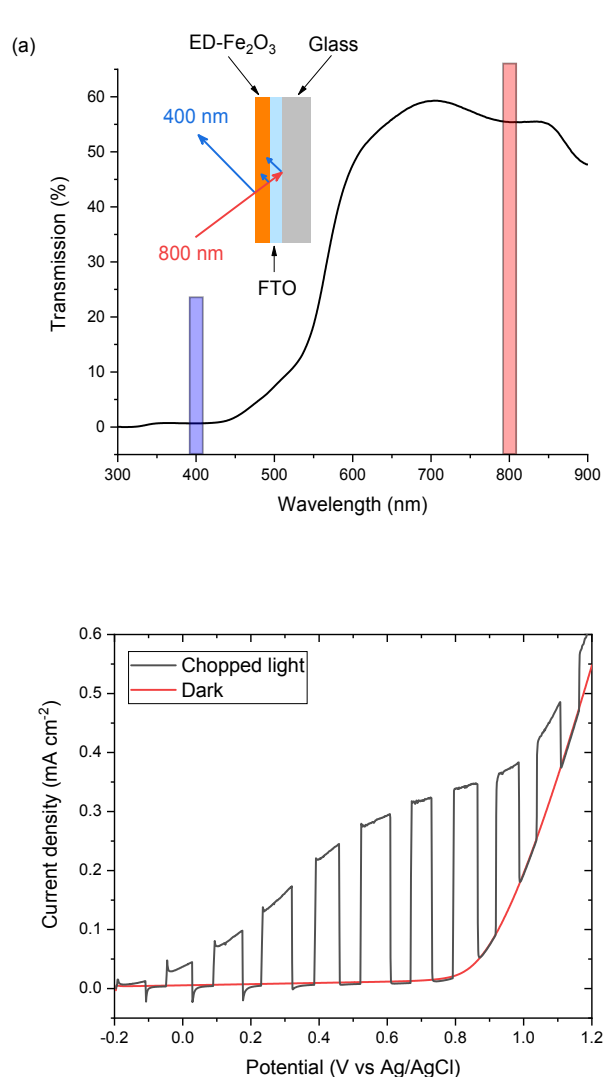 (a)
ED-Fe₂O₃
Glass
400 nm
800 nm
FTO
Transmission (%)
60
50
40
30
20
10
0
300 400 500 600 700 800 900
Wavelength (nm)
Chopped light
Dark
Current density (mA cm⁻²)
0.6
0.5
0.4
0.3
0.2
0.1
0.0
-0.2 0.0 0.2 0.4 0.6 0.8 1.0 1.2
Potential (V vs Ag/AgCl)